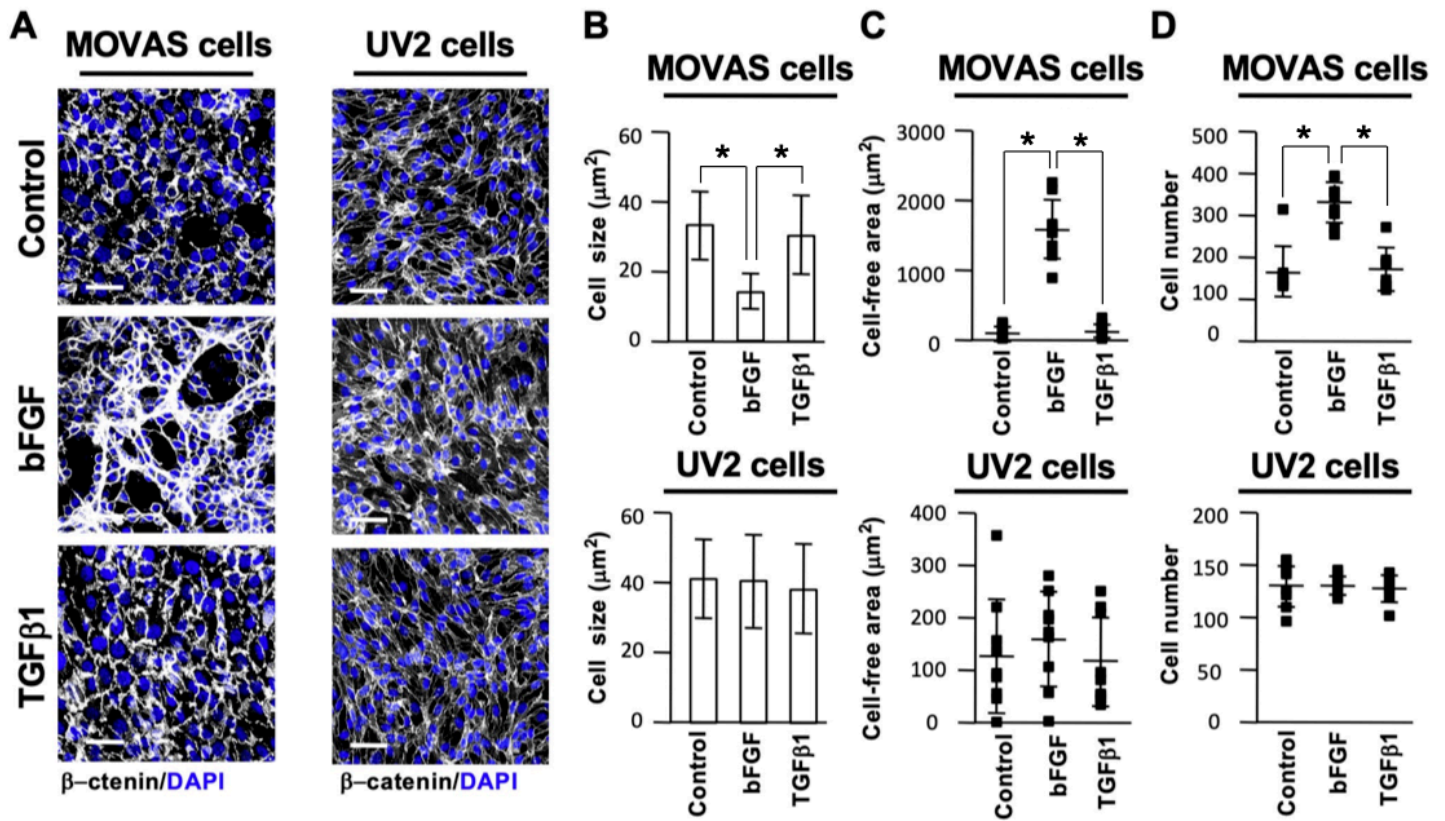 A
MOVAS cells
UV2 cells
Control
bFGF
TGFβ1
β–ctenin/DAPI
β–catenin/DAPI
B
MOVAS cells
Cell size (μm²)
60
40
20
0
*
*
Control
bFGF
TGFβ1
UV2 cells
Cell size (μm²)
60
40
20
0
Control
bFGF
TGFβ1
C
MOVAS cells
Cell-free area (μm²)
3000
2000
1000
0
*
*
Control
bFGF
TGFβ1
UV2 cells
Cell-free area (μm²)
400
300
200
100
0
Control
bFGF
TGFβ1
D
MOVAS cells
Cell number
500
400
300
200
100
0
*
*
Control
bFGF
TGFβ1
UV2 cells
Cell number
200
150
100
50
0
Control
bFGF
TGFβ1